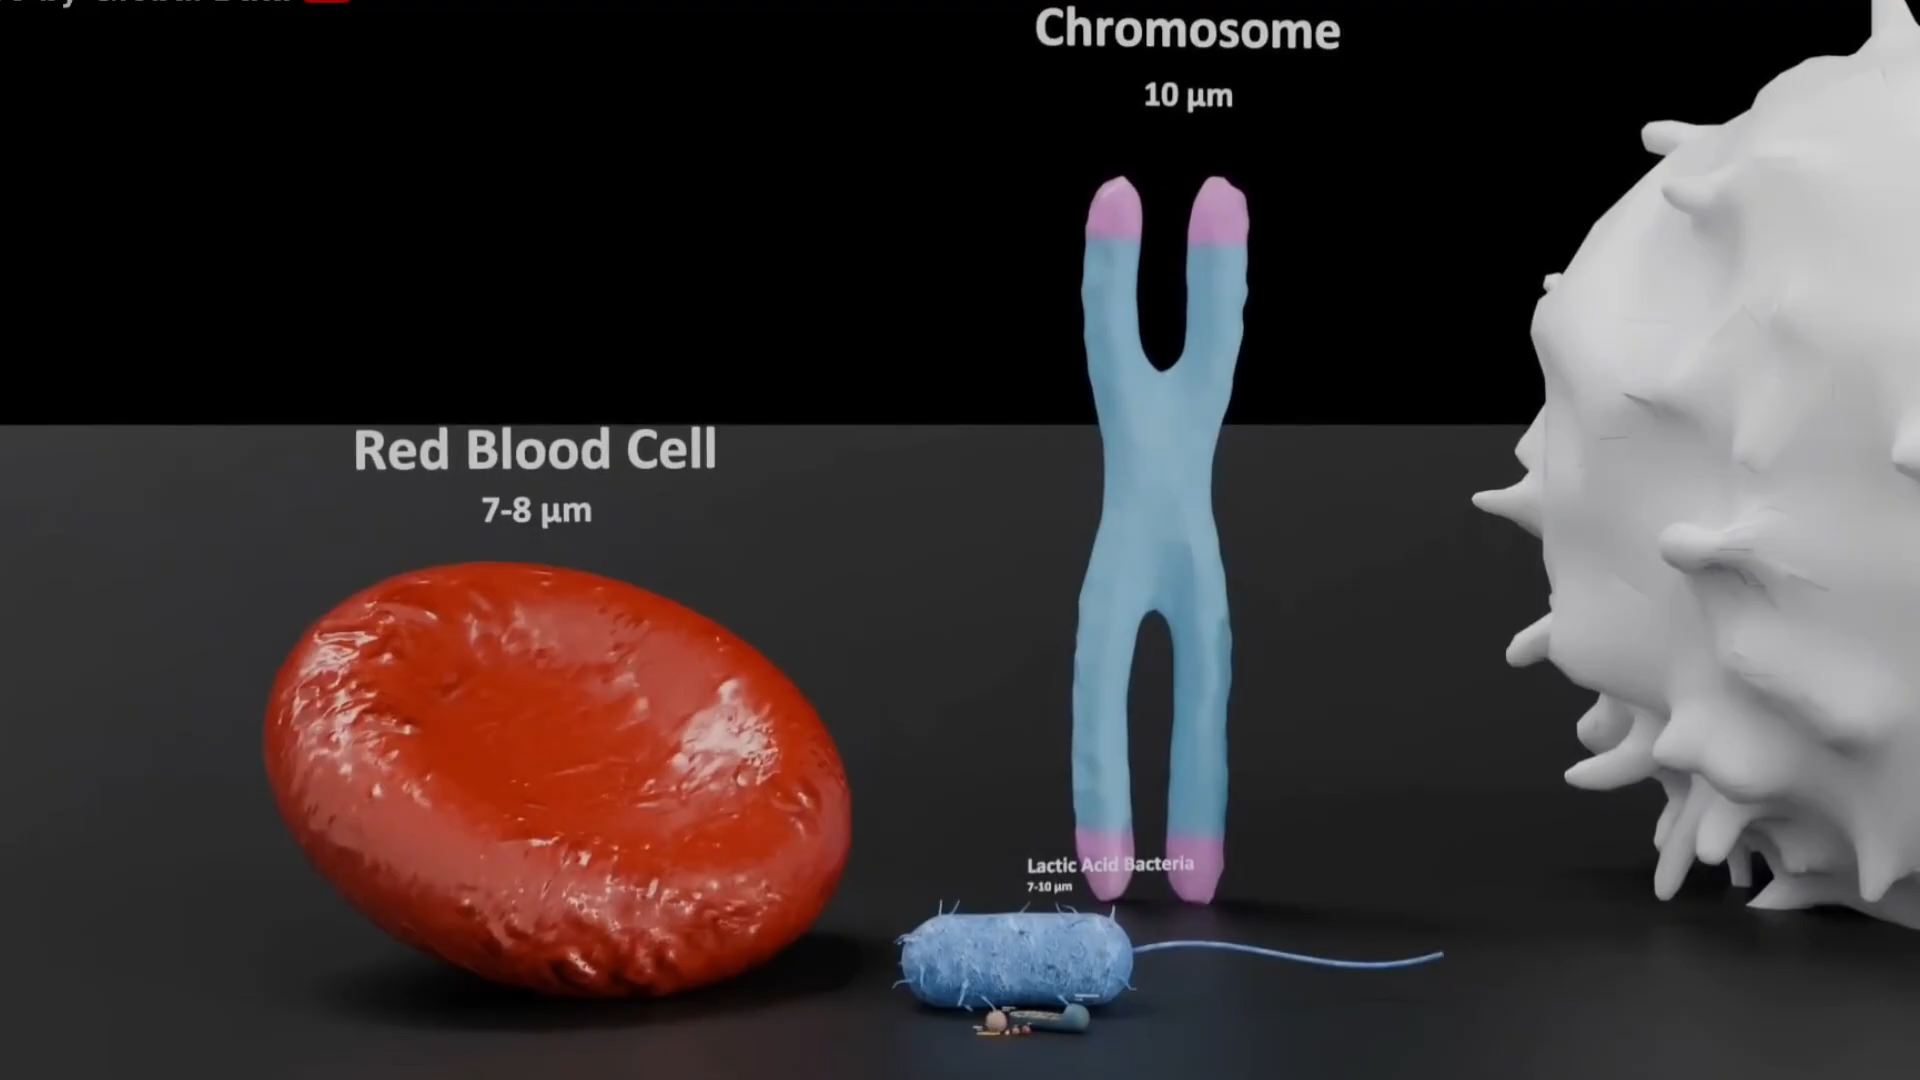 Chromosome
10 µm
Red Blood Cell
7-8 µm
Lactic Acid Bacteria
7-10 µm